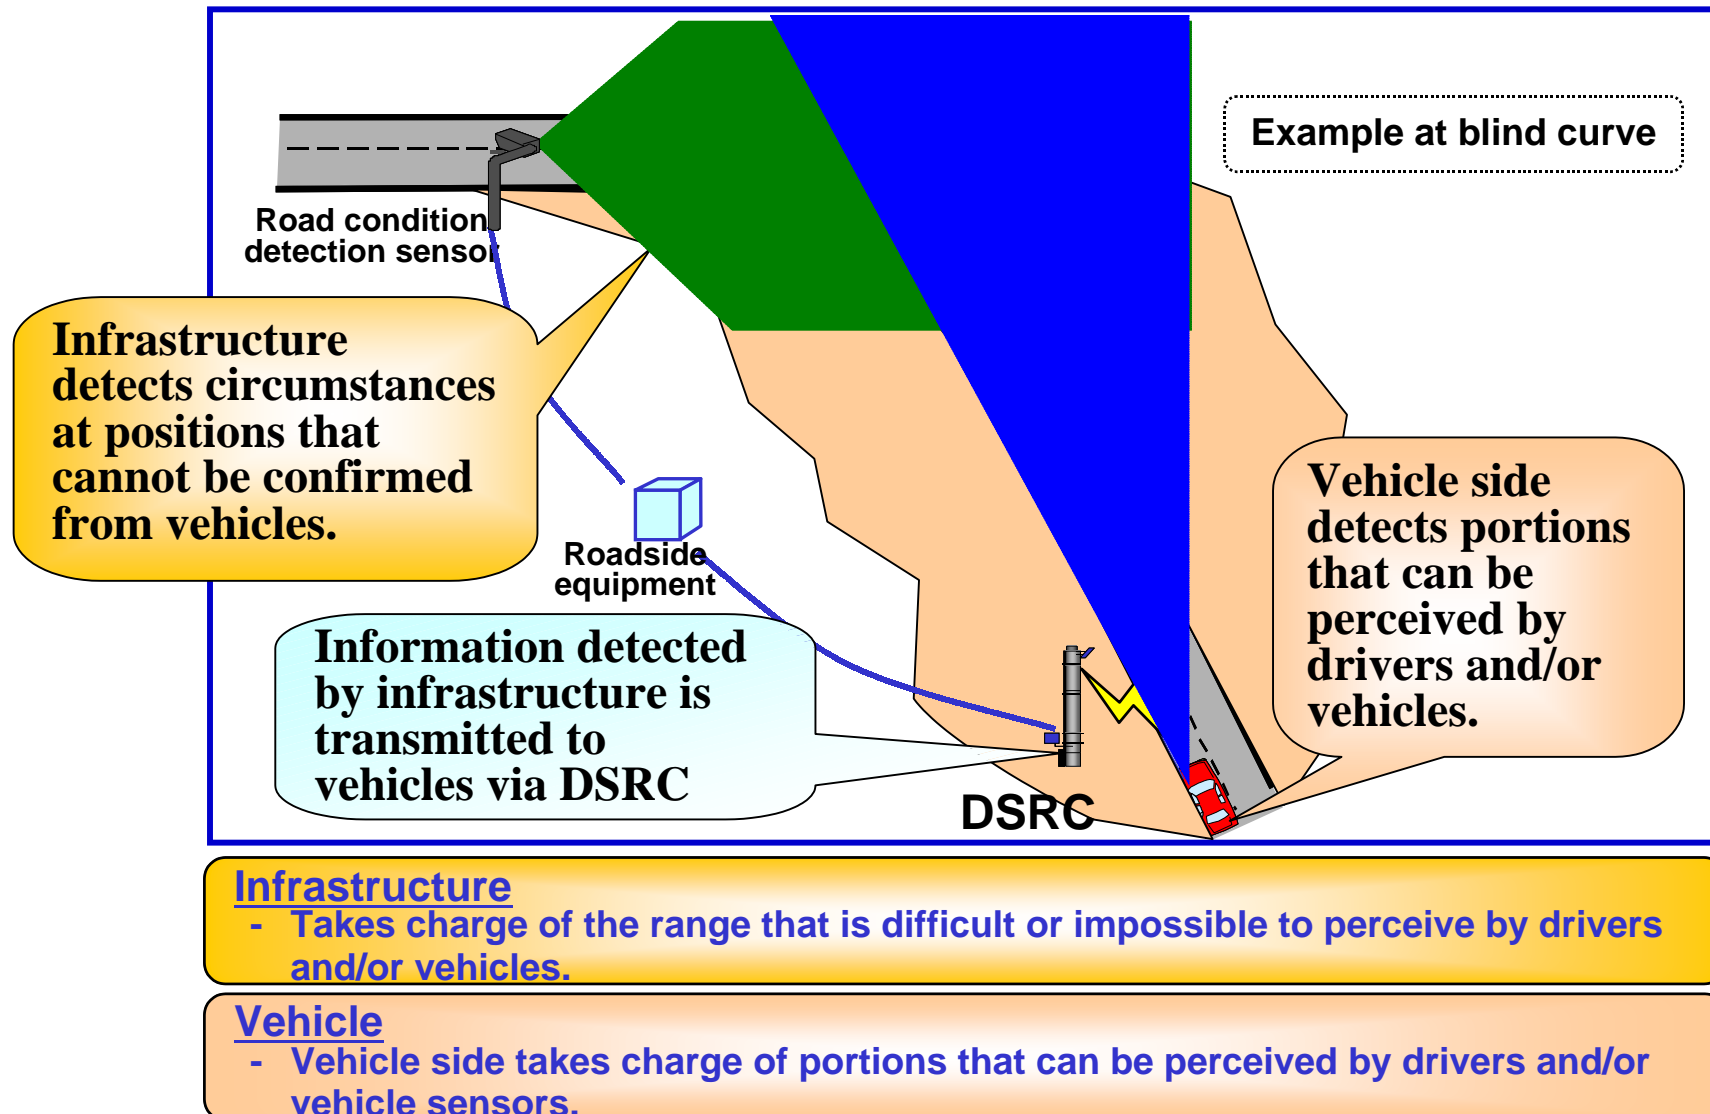 Example at blind curve
Road condition
detection sensor
Infrastructure
detects circumstances
at positions that
cannot be confirmed
from vehicles.
Roadside
equipment
Vehicle side
detects portions
that can be
perceived by
drivers and/or
vehicles.
Information detected
by infrastructure is
transmitted to
vehicles via DSRC
DSRC
Infrastructure
- Takes charge of the range that is difficult or impossible to perceive by drivers
and/or vehicles.
Vehicle
- Vehicle side takes charge of portions that can be perceived by drivers and/or
vehicle sensors.